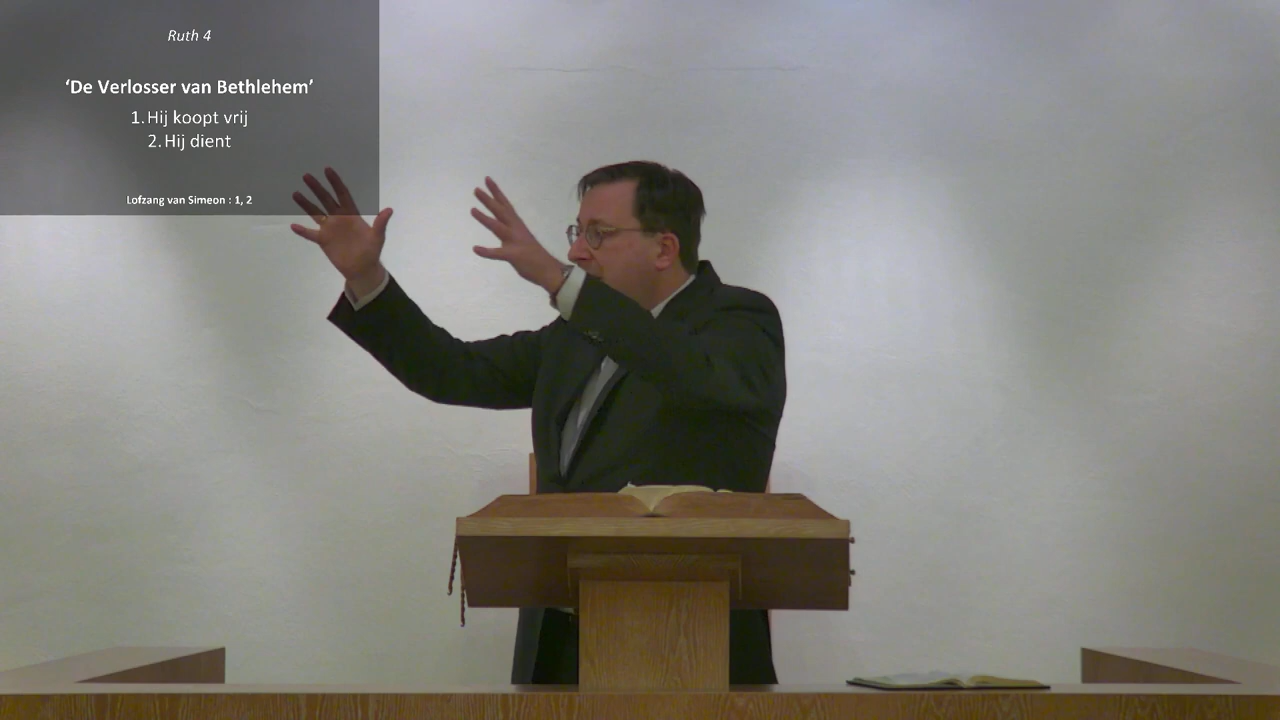 Ruth 4
‘De Verlosser van Bethlehem’
1. Hij koopt vrij
2. Hij dient
Lofzang van Simeon : 1, 2